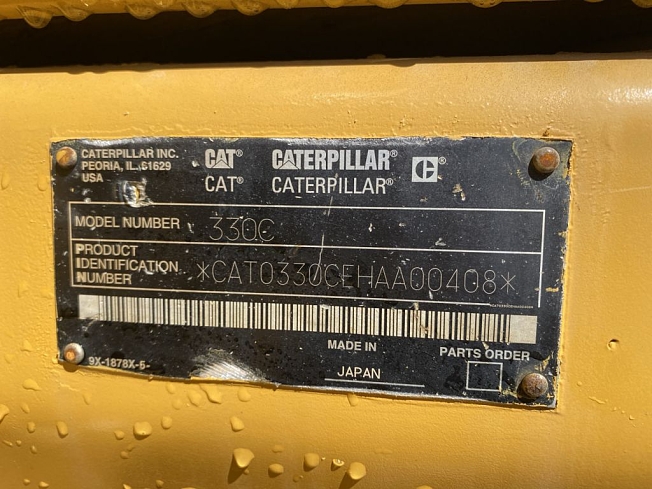 CATERPILLAR INC.
PEORIA, IL. 61629
USA
CAT® CATERPILLAR®
CAT® CATERPILLAR®
MODEL NUMBER 330C
PRODUCT
IDENTIFICATION
NUMBER
*CAT0330CEHAA00408*
MADE IN
JAPAN
PARTS ORDER
9X-1878X-5-